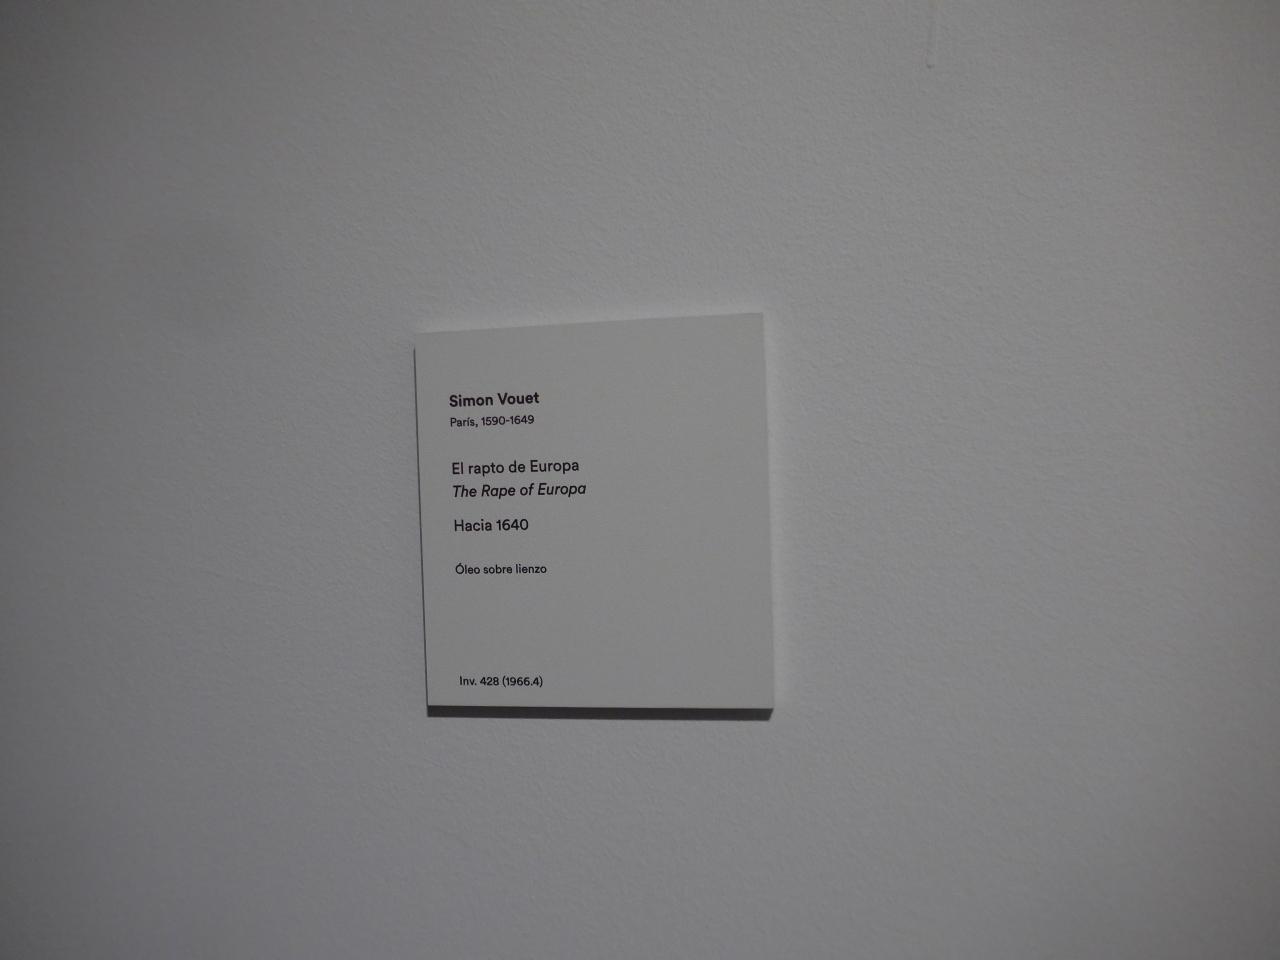 Simon Vouet
París, 1590-1649
El rapto de Europa
The Rape of Europa
Hacia 1640
Óleo sobre lienzo
Inv. 428 (1966.4)